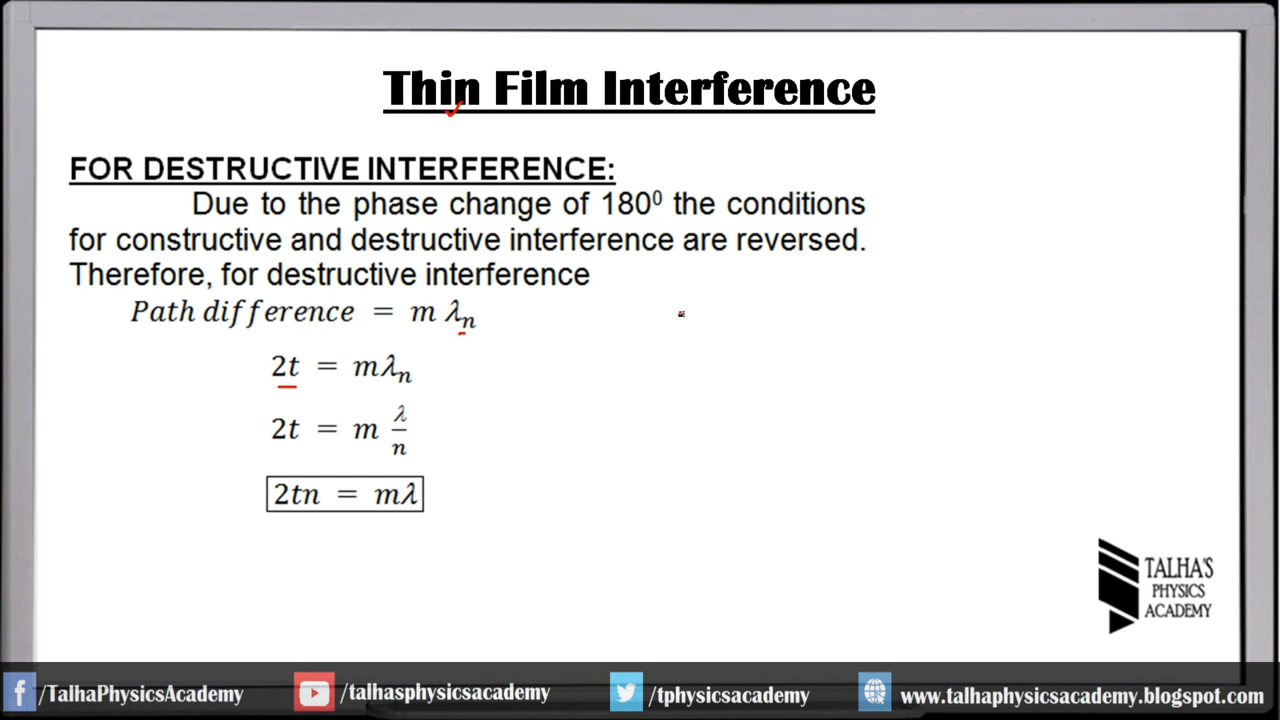 Thin Film Interference
FOR DESTRUCTIVE INTERFERENCE:
Due to the phase change of 180⁰ the conditions
for constructive and destructive interference are reversed.
Therefore, for destructive interference
Path difference = m λₙ
2t = mλₙ
2t = m λ/n
2tn = mλ
TALHA'S
PHYSICS
ACADEMY
/TalhaPhysicsAcademy /talhasphysicsacademy /tphysicsacademy www.talhaphysicsacademy.blogspot.com